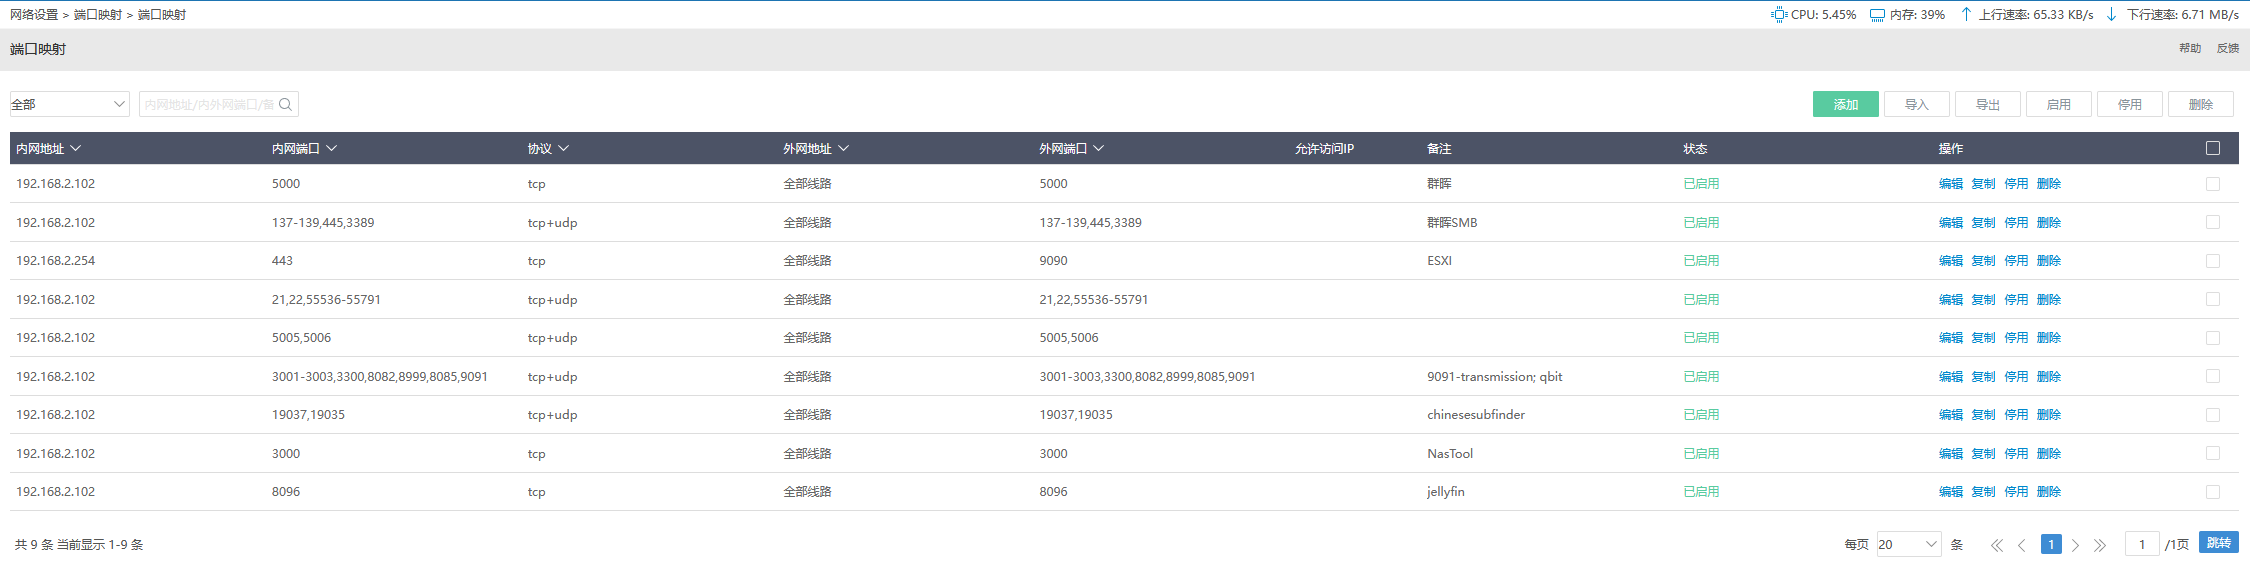 网络设置 > 端口映射 > 端口映射 CPU: 5.45% 内存: 39% 上行速率: 65.33 KB/s 下行速率: 6.71 MB/s
端口映射 帮助 反馈
全部 内网地址/内外网端口/备 添加 导入 导出 启用 停用 删除
内网地址 内网端口 协议 外网地址 外网端口 允许访问IP 备注 状态 操作
192.168.2.102 5000 tcp 全部线路 5000 群晖 已启用 编辑 复制 停用 删除
192.168.2.102 137-139,445,3389 tcp+udp 全部线路 137-139,445,3389 群晖SMB 已启用 编辑 复制 停用 删除
192.168.2.254 443 tcp 全部线路 9090 ESXI 已启用 编辑 复制 停用 删除
192.168.2.102 21,22,55536-55791 tcp+udp 全部线路 21,22,55536-55791 已启用 编辑 复制 停用 删除
192.168.2.102 5005,5006 tcp+udp 全部线路 5005,5006 已启用 编辑 复制 停用 删除
192.168.2.102 3001-3003,3300,8082,8999,8085,9091 tcp+udp 全部线路 3001-3003,3300,8082,8999,8085,9091 9091-transmission; qbit 已启用 编辑 复制 停用 删除
192.168.2.102 19037,19035 tcp+udp 全部线路 19037,19035 chinesesubfinder 已启用 编辑 复制 停用 删除
192.168.2.102 3000 tcp 全部线路 3000 NasTool 已启用 编辑 复制 停用 删除
192.168.2.102 8096 tcp 全部线路 8096 jellyfin 已启用 编辑 复制 停用 删除
共 9 条 当前显示 1-9 条 每页 20 条 1 1 /1页 跳转